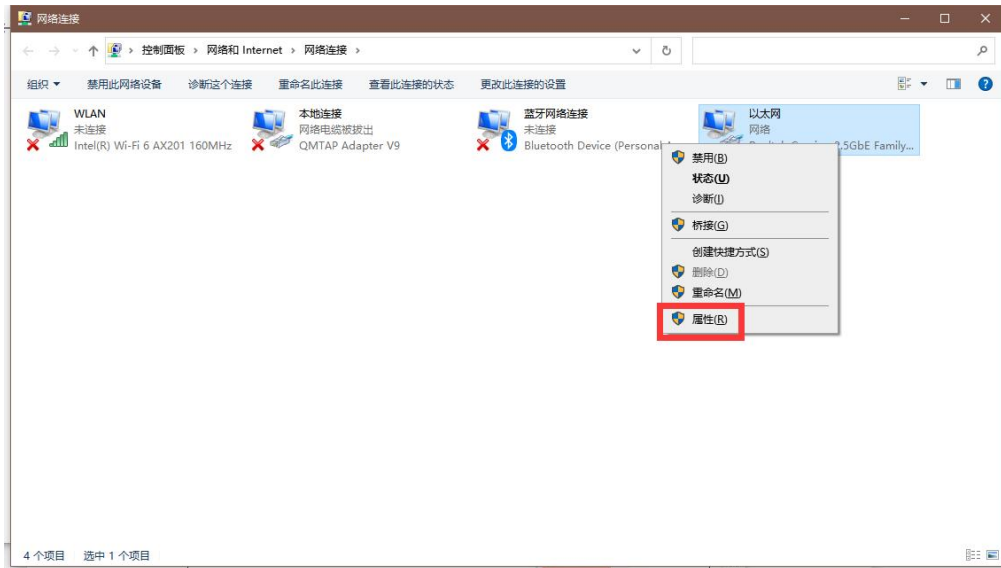 网络连接
控制面板 › 网络和 Internet › 网络连接 ›
组织 禁用此网络设备 诊断这个连接 重命名此连接 查看此连接的状态 更改此连接的设置
WLAN
未连接
Intel(R) Wi-Fi 6 AX201 160MHz
本地连接
网络电缆被拔出
QMTAP Adapter V9
蓝牙网络连接
未连接
Bluetooth Device (Personal
以太网
网络
2.5GbE Family...
禁用(B)
状态(U)
诊断(I)
桥接(G)
创建快捷方式(S)
删除(D)
重命名(M)
属性(R)
4 个项目 选中 1 个项目